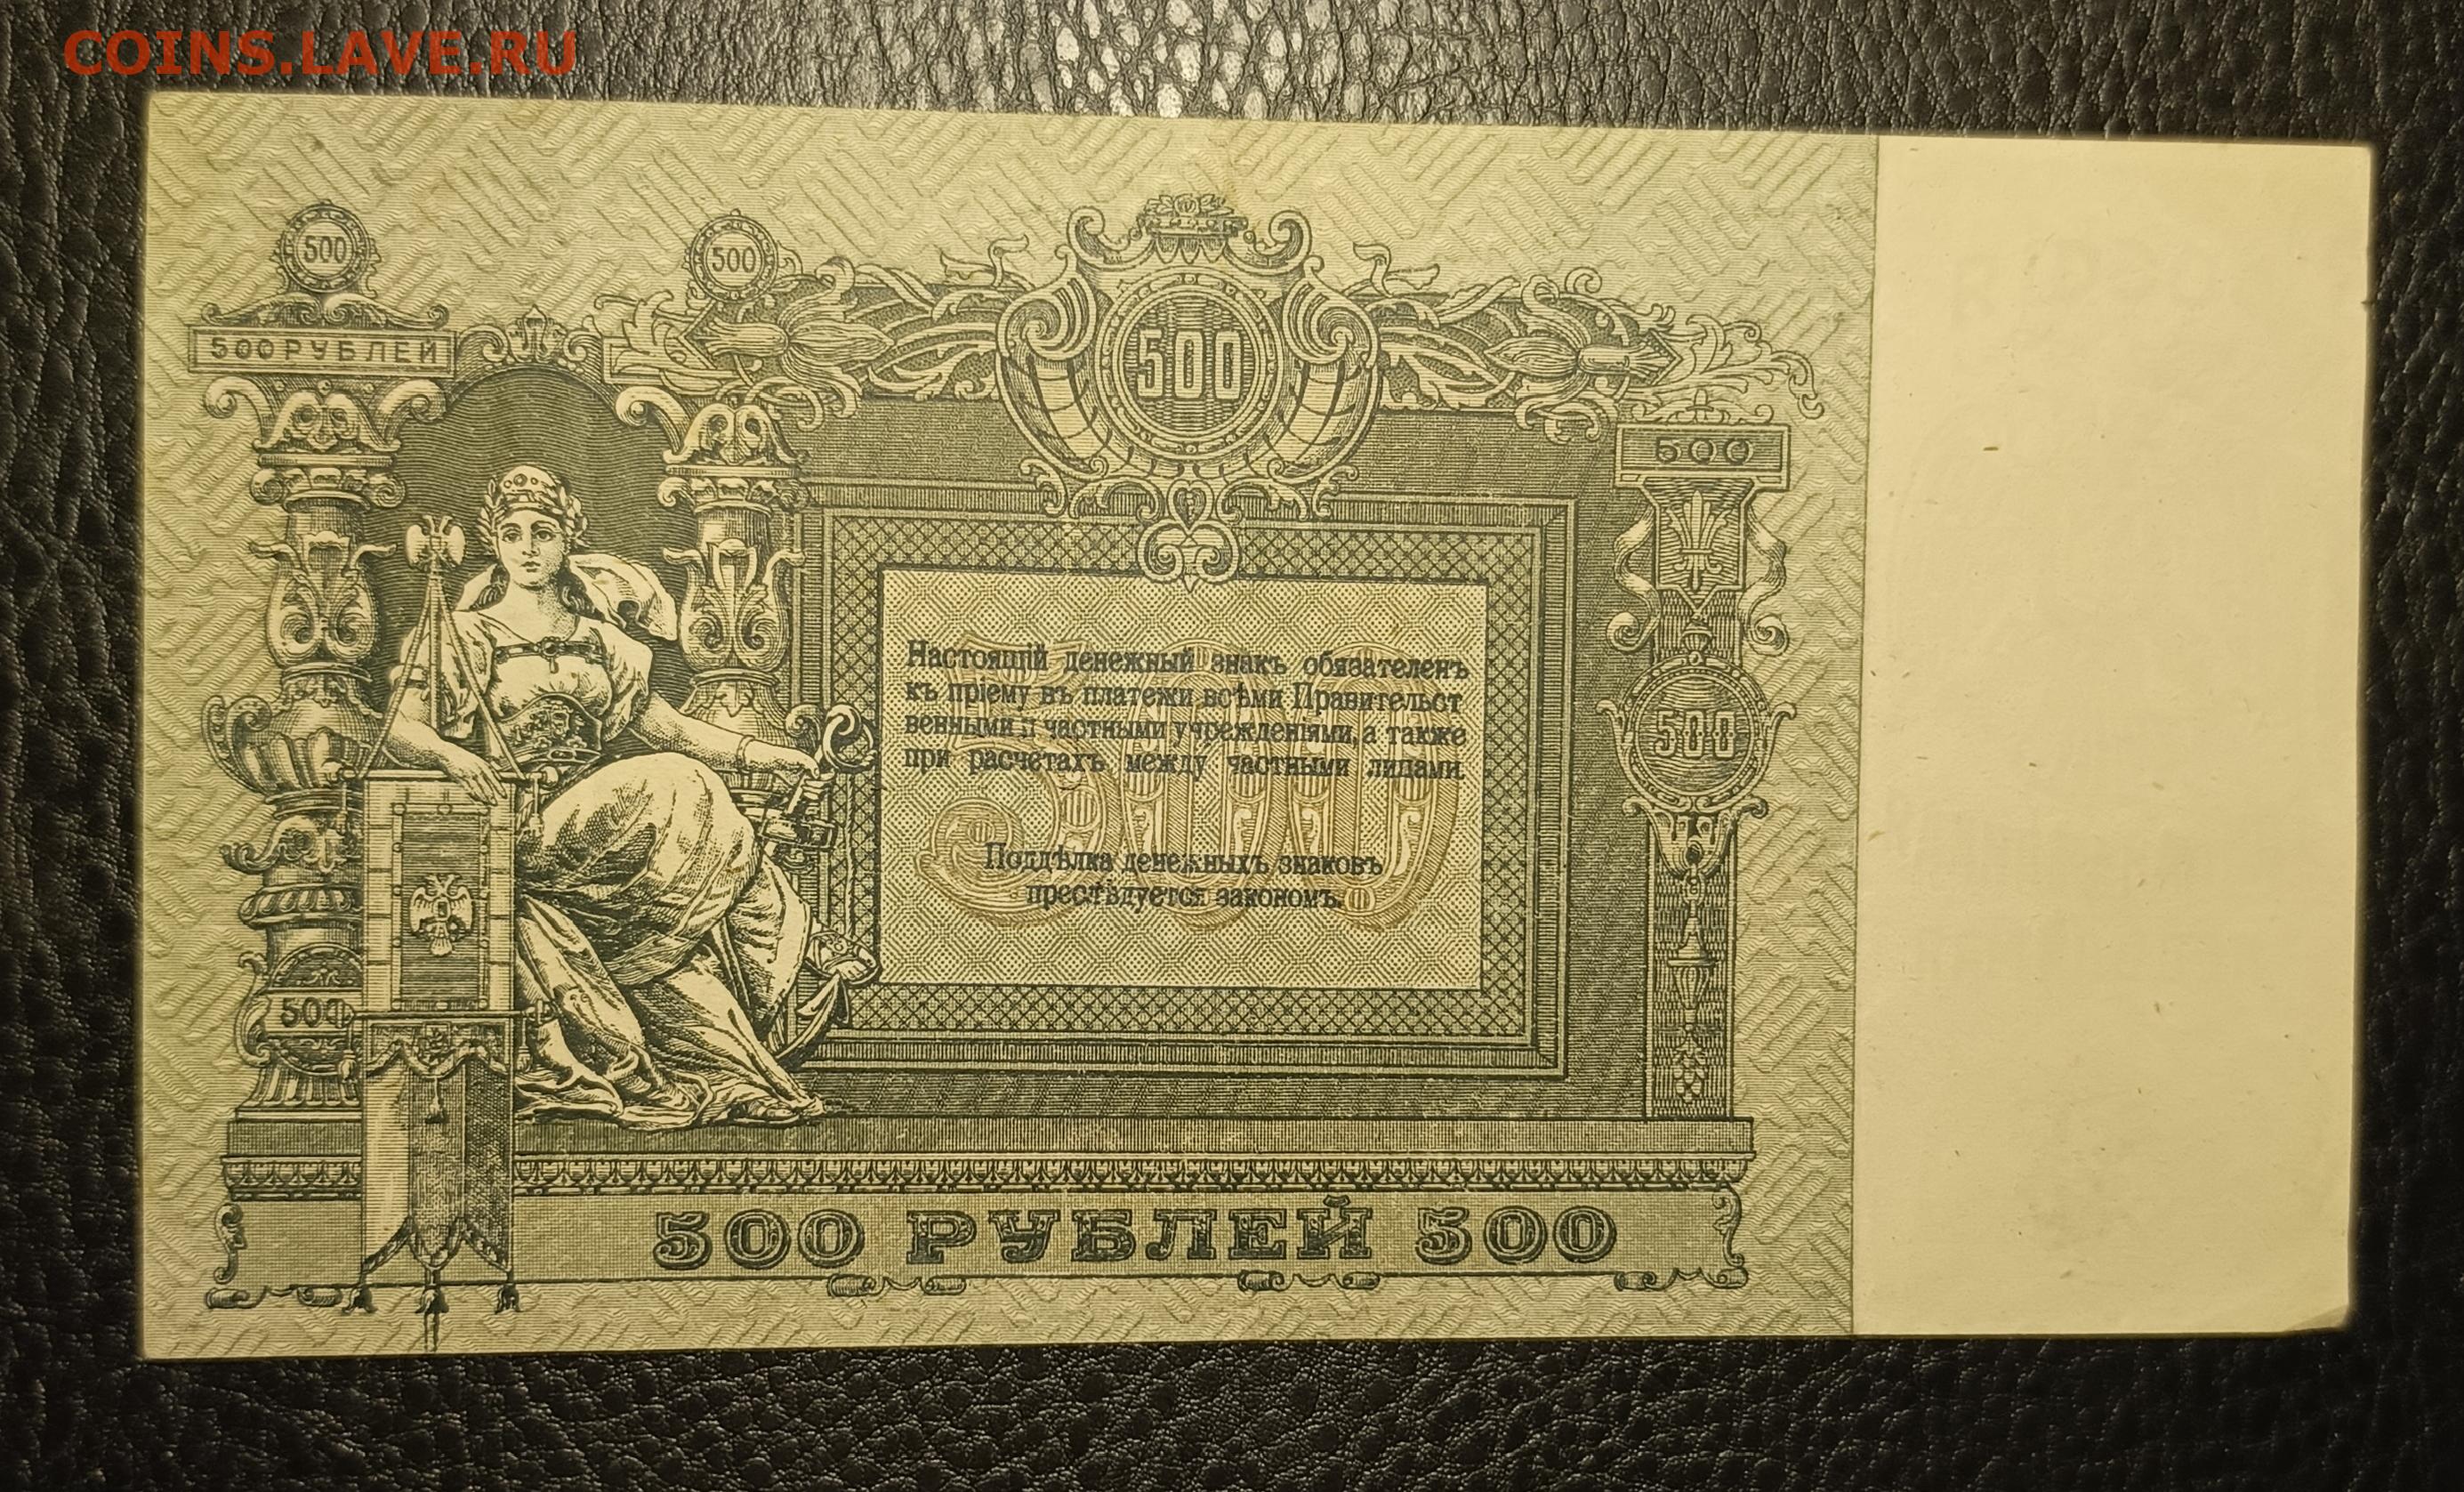 COINS.LAVE.RU
500
500
500 РУБЛЕЙ
500
500
Настоящій денежный знакъ обязателенъ
къ пріему въ платежи всѣми Правительст
венными и частными учрежденіями, а также
при расчетахъ между частными лицами.
500
500
Поддѣлка денежныхъ знаковъ
преслѣдуется закономъ.
500
500 РУБЛЕЙ 500